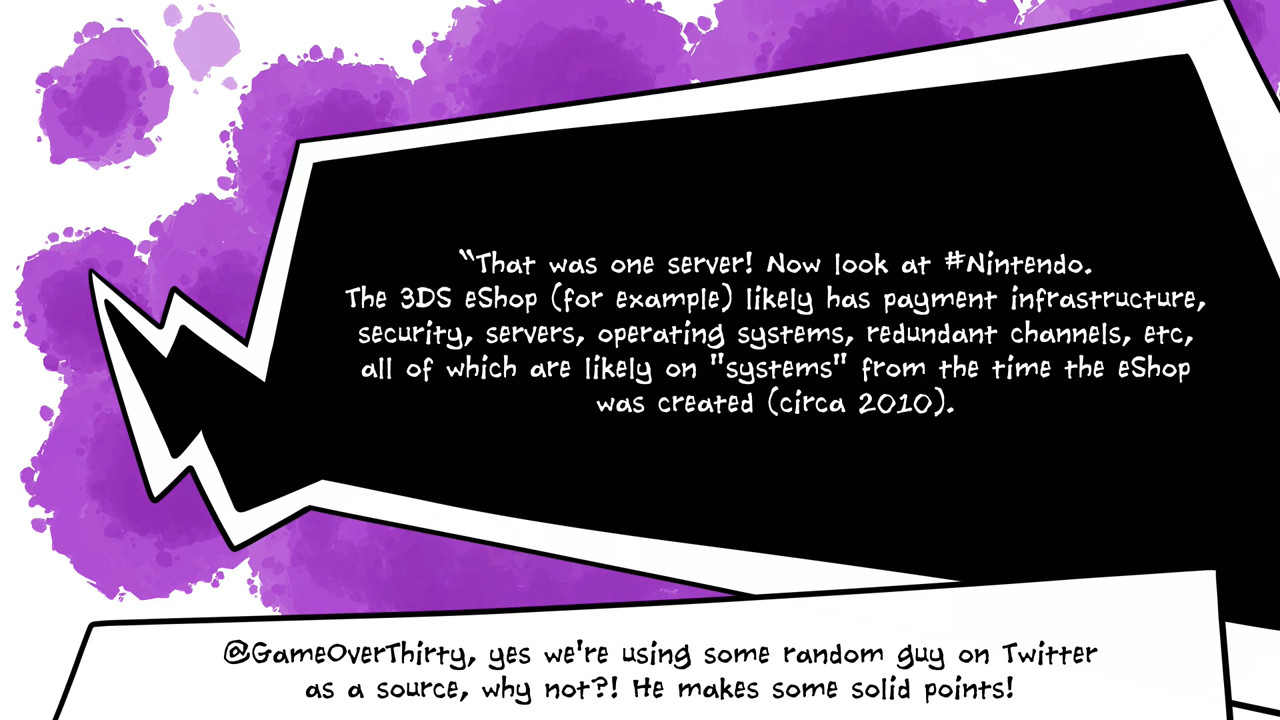 “That was one server! Now look at #Nintendo.
The 3DS eShop (for example) likely has payment infrastructure,
security, servers, operating systems, redundant channels, etc,
all of which are likely on "systems" from the time the eShop
was created (circa 2010).
@GameOverThirty, yes we're using some random guy on Twitter
as a source, why not?! He makes some solid points!